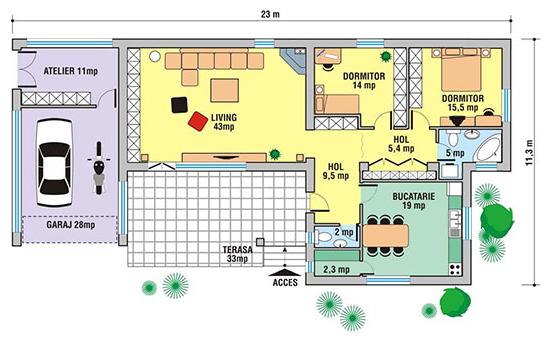 23 m
ATELIER 11mp
LIVING
43mp
DORMITOR
14 mp
DORMITOR
15,5 mp
HOL
5,4 mp
5 mp
HOL
9,5 mp
BUCATARIE
19 mp
11,3 m
GARAJ 28mp
TERASA
33mp
2 mp
2,3 mp
ACCES